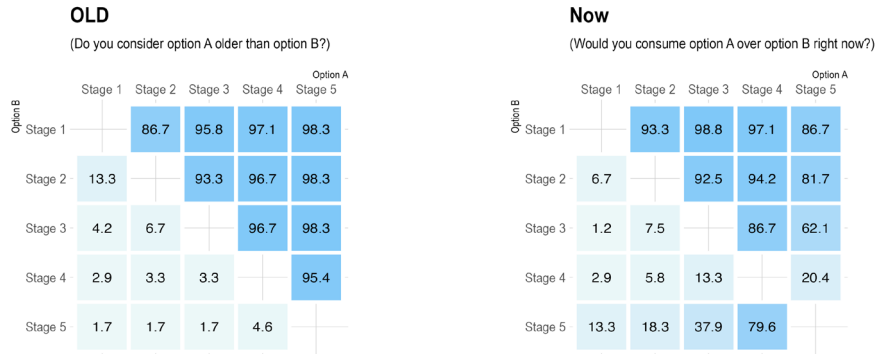 OLD
(Do you consider option A older than option B?)
Option A
Stage 1 Stage 2 Stage 3 Stage 4 Stage 5
Option B
Stage 1 86.7 95.8 97.1 98.3
Stage 2 13.3 93.3 96.7 98.3
Stage 3 4.2 6.7 96.7 98.3
Stage 4 2.9 3.3 3.3 95.4
Stage 5 1.7 1.7 1.7 4.6
Now
(Would you consume option A over option B right now?)
Option A
Stage 1 Stage 2 Stage 3 Stage 4 Stage 5
Option B
Stage 1 93.3 98.8 97.1 86.7
Stage 2 6.7 92.5 94.2 81.7
Stage 3 1.2 7.5 86.7 62.1
Stage 4 2.9 5.8 13.3 20.4
Stage 5 13.3 18.3 37.9 79.6